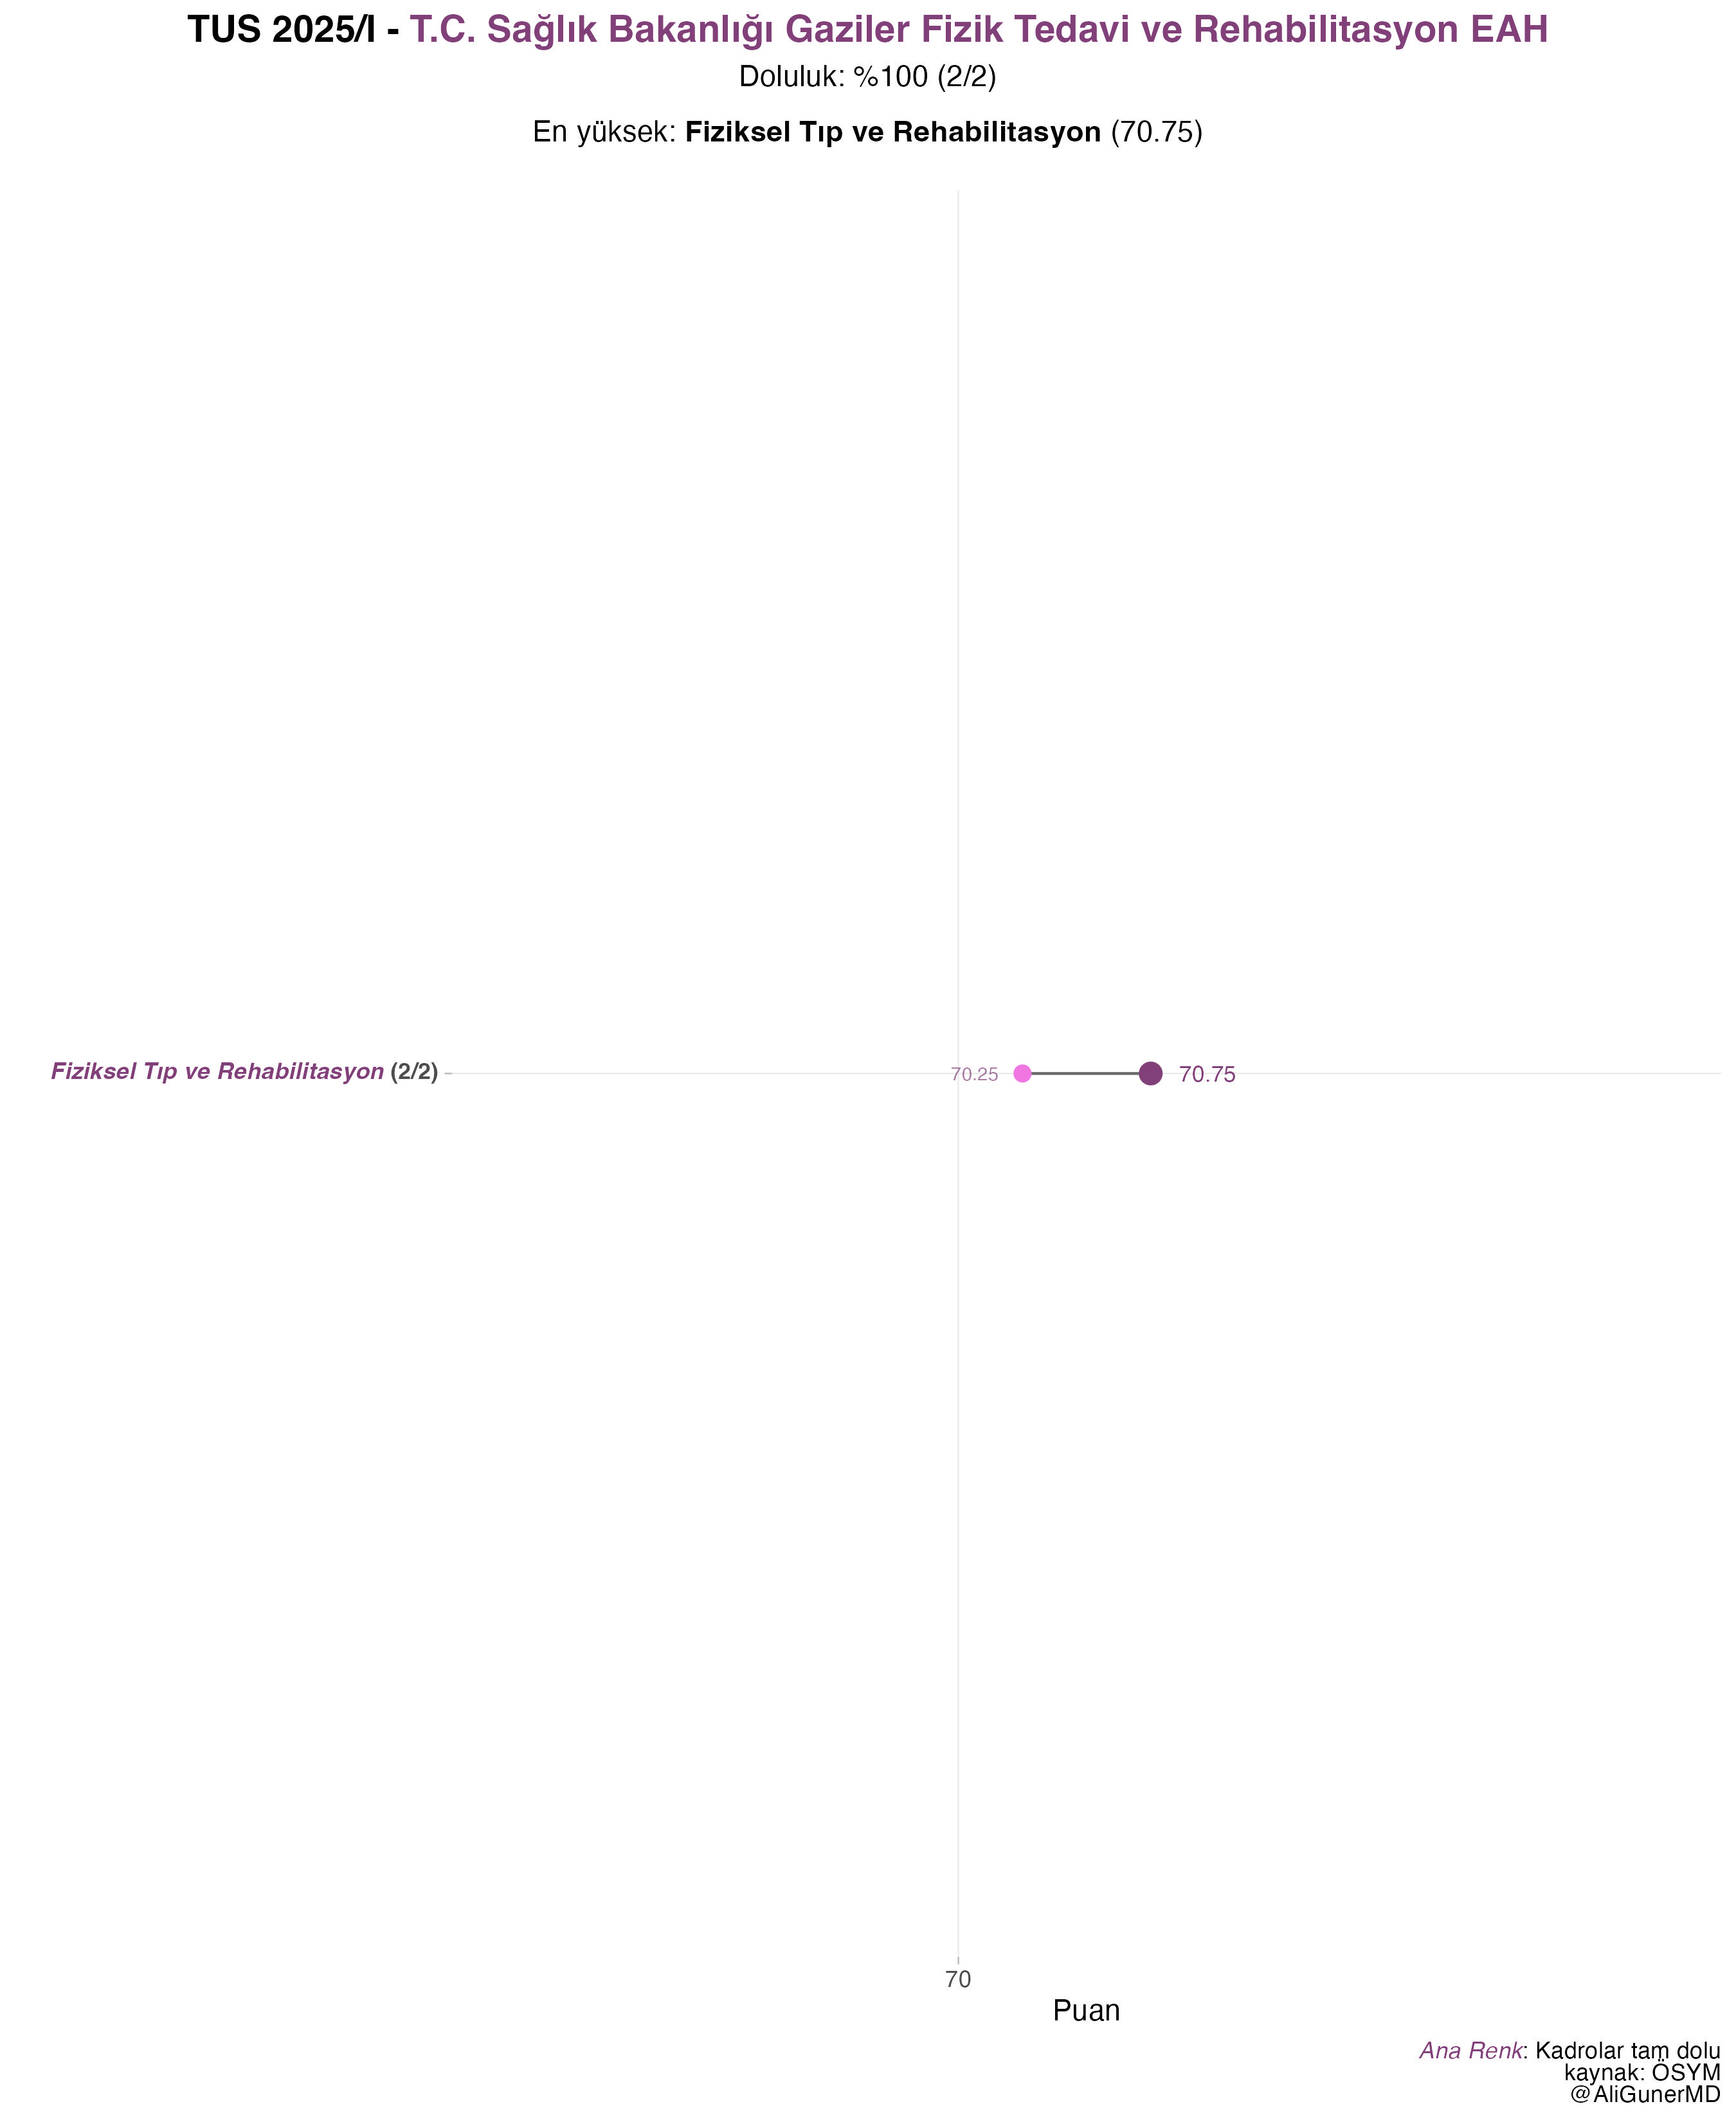 TUS 2025/I - T.C. Sağlık Bakanlığı Gaziler Fizik Tedavi ve Rehabilitasyon EAH
Doluluk: %100 (2/2)
En yüksek: Fiziksel Tıp ve Rehabilitasyon (70.75)
Fiziksel Tıp ve Rehabilitasyon (2/2) 70.25 70.75
70
Puan
Ana Renk: Kadrolar tam dolu
kaynak: ÖSYM
@AliGunerMD